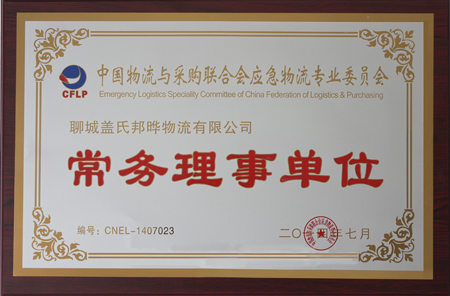 中国物流与采购联合会应急物流专业委员会
CFLP
Emergency Logistics Speciality Committee of China Federation of Logistics & Purchasing
聊城盖氏邦晔物流有限公司
常务理事单位
编号：CNEL-1407023
二〇 年七月